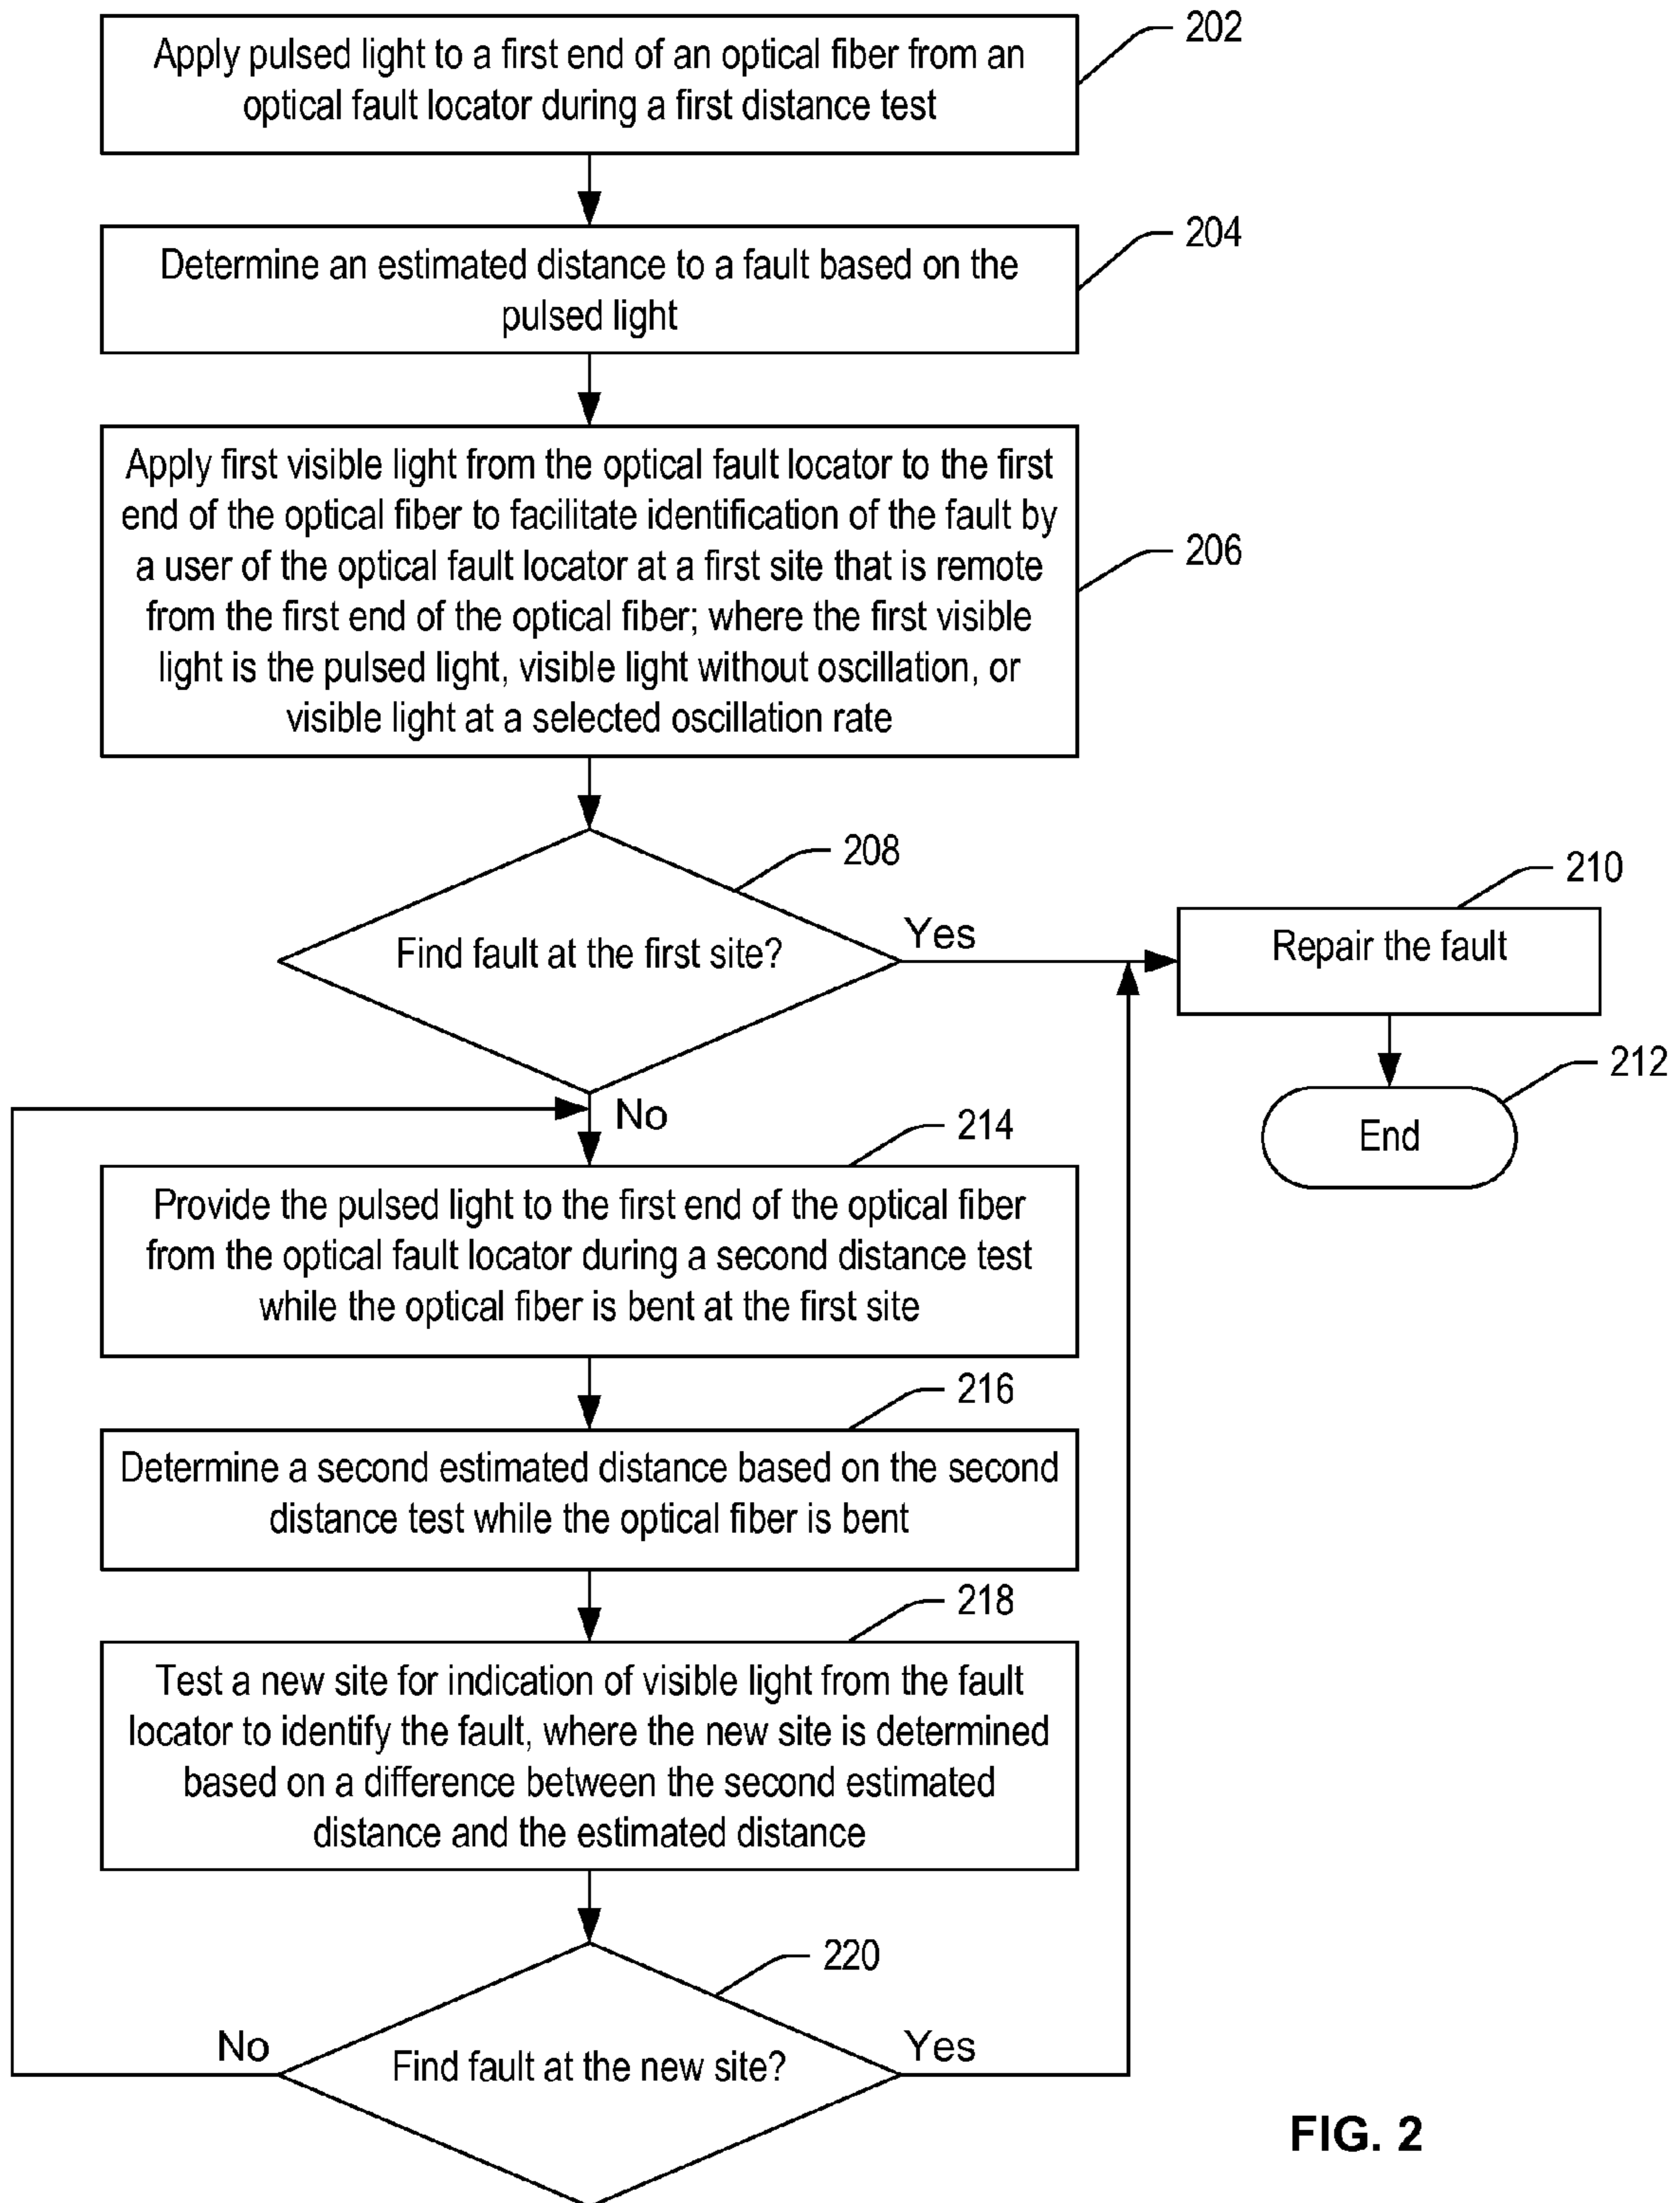 202
Apply pulsed light to a first end of an optical fiber from an
optical fault locator during a first distance test
204
Determine an estimated distance to a fault based on the
pulsed light
Apply first visible light from the optical fault locator to the first
end of the optical fiber to facilitate identification of the fault by
a user of the optical fault locator at a first site that is remote
from the first end of the optical fiber; where the first visible
light is the pulsed light, visible light without oscillation, or
visible light at a selected oscillation rate
206
208
Find fault at the first site?
Yes
210
Repair the fault
212
End
No
214
Provide the pulsed light to the first end of the optical fiber
from the optical fault locator during a second distance test
while the optical fiber is bent at the first site
216
Determine a second estimated distance based on the second
distance test while the optical fiber is bent
218
Test a new site for indication of visible light from the fault
locator to identify the fault, where the new site is determined
based on a difference between the second estimated
distance and the estimated distance
220
No
Find fault at the new site?
Yes
FIG. 2